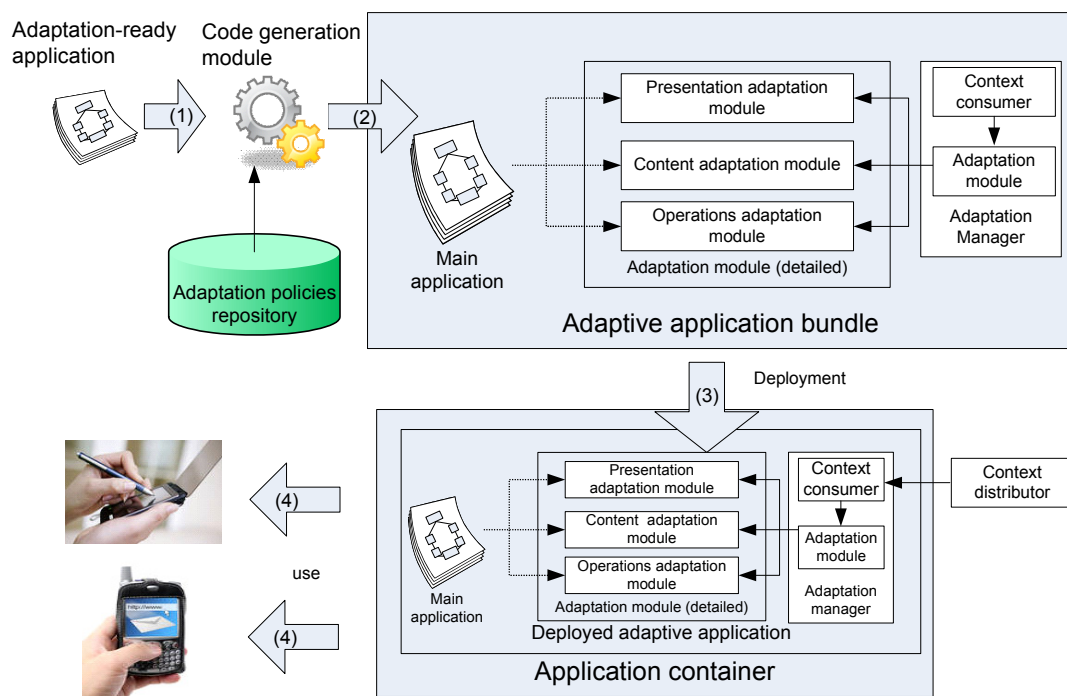 Adaptation-ready
application
Code generation
module
(1)
(2)
Adaptation policies
repository
Main
application
Presentation adaptation
module
Content adaptation module
Operations adaptation
module
Adaptation module (detailed)
Context
consumer
Adaptation
module
Adaptation
Manager
Adaptive application bundle
(3)
Deployment
Presentation
adaptation module
Content adaptation
module
Operations adaptation
module
Adaptation module (detailed)
Main
application
Context
consumer
Adaptation
module
Adaptation
manager
Deployed adaptive application
Application container
Context
distributor
(4)
use
(4)
http://www